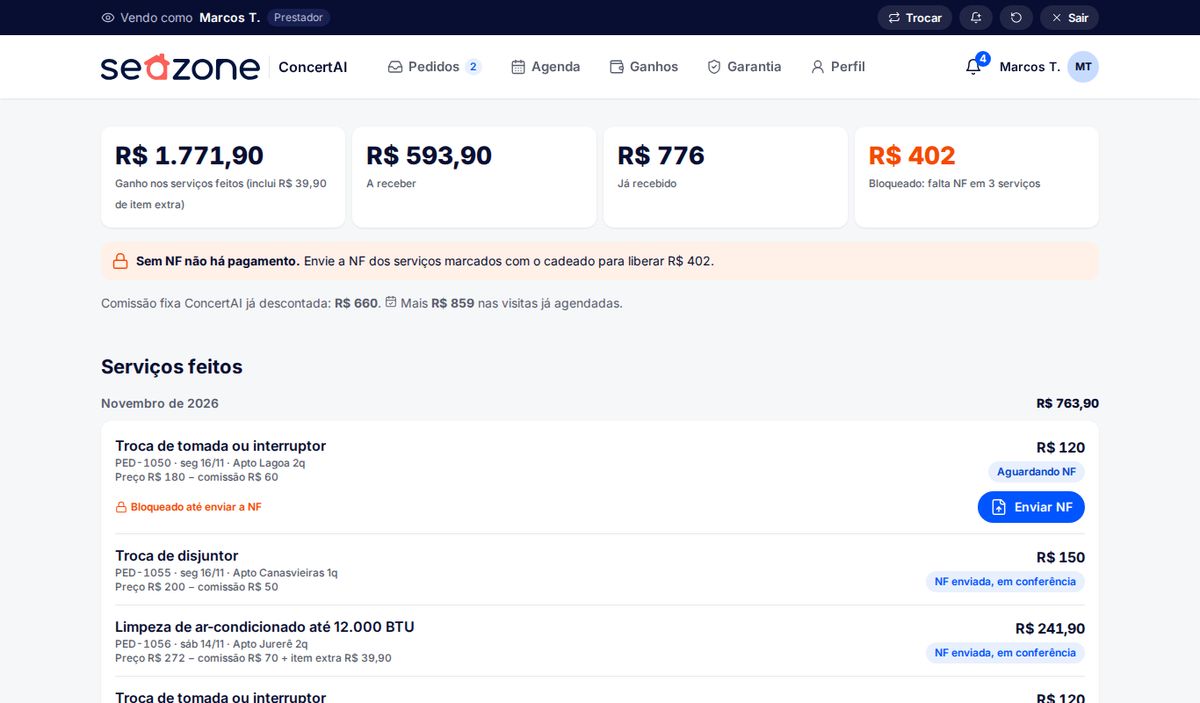 Vendo como Marcos T. Prestador
Trocar
Sair
seazone ConcertAI
Pedidos 2
Agenda
Ganhos
Garantia
Perfil
4
Marcos T. MT
R$ 1.771,90
Ganho nos serviços feitos (inclui R$ 39,90
de item extra)
R$ 593,90
A receber
R$ 776
Já recebido
R$ 402
Bloqueado: falta NF em 3 serviços
Sem NF não há pagamento. Envie a NF dos serviços marcados com o cadeado para liberar R$ 402.
Comissão fixa ConcertAI já descontada: R$ 660. Mais R$ 859 nas visitas já agendadas.
Serviços feitos
Novembro de 2026 R$ 763,90
Troca de tomada ou interruptor R$ 120
PED-1050 · seg 16/11 · Apto Lagoa 2q
Aguardando NF
Preço R$ 180 − comissão R$ 60
Bloqueado até enviar a NF
Enviar NF
Troca de disjuntor R$ 150
PED-1055 · seg 16/11 · Apto Canasvieiras 1q
NF enviada, em conferência
Preço R$ 200 − comissão R$ 50
Limpeza de ar-condicionado até 12.000 BTU R$ 241,90
PED-1056 · sáb 14/11 · Apto Jurerê 2q
NF enviada, em conferência
Preço R$ 272 − comissão R$ 70 + item extra R$ 39,90
Troca de tomada ou interruptor R$ 120